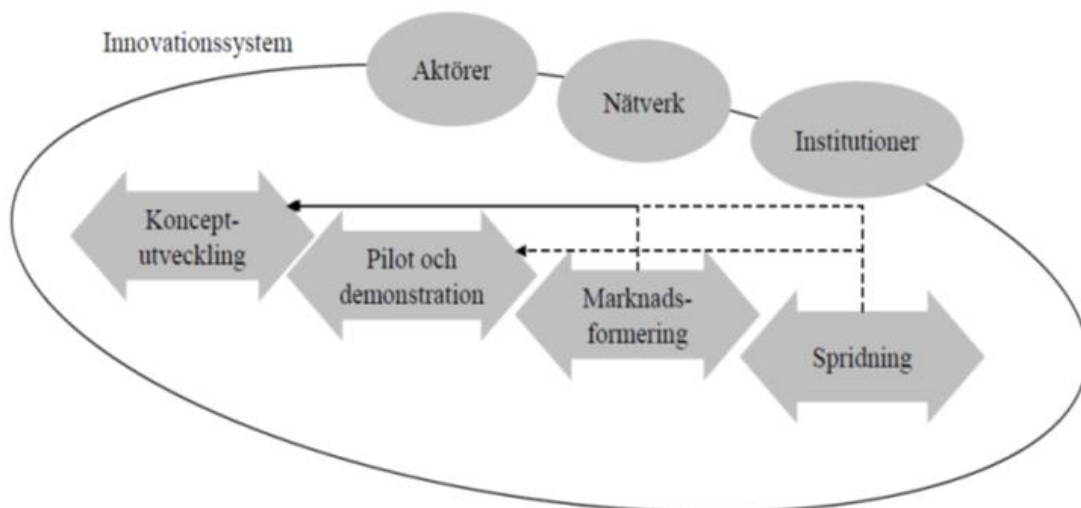 Innovationssystem
Aktörer
Nätverk
Institutioner
Koncept-
utveckling
Pilot och
demonstration
Marknads-
formering
Spridning